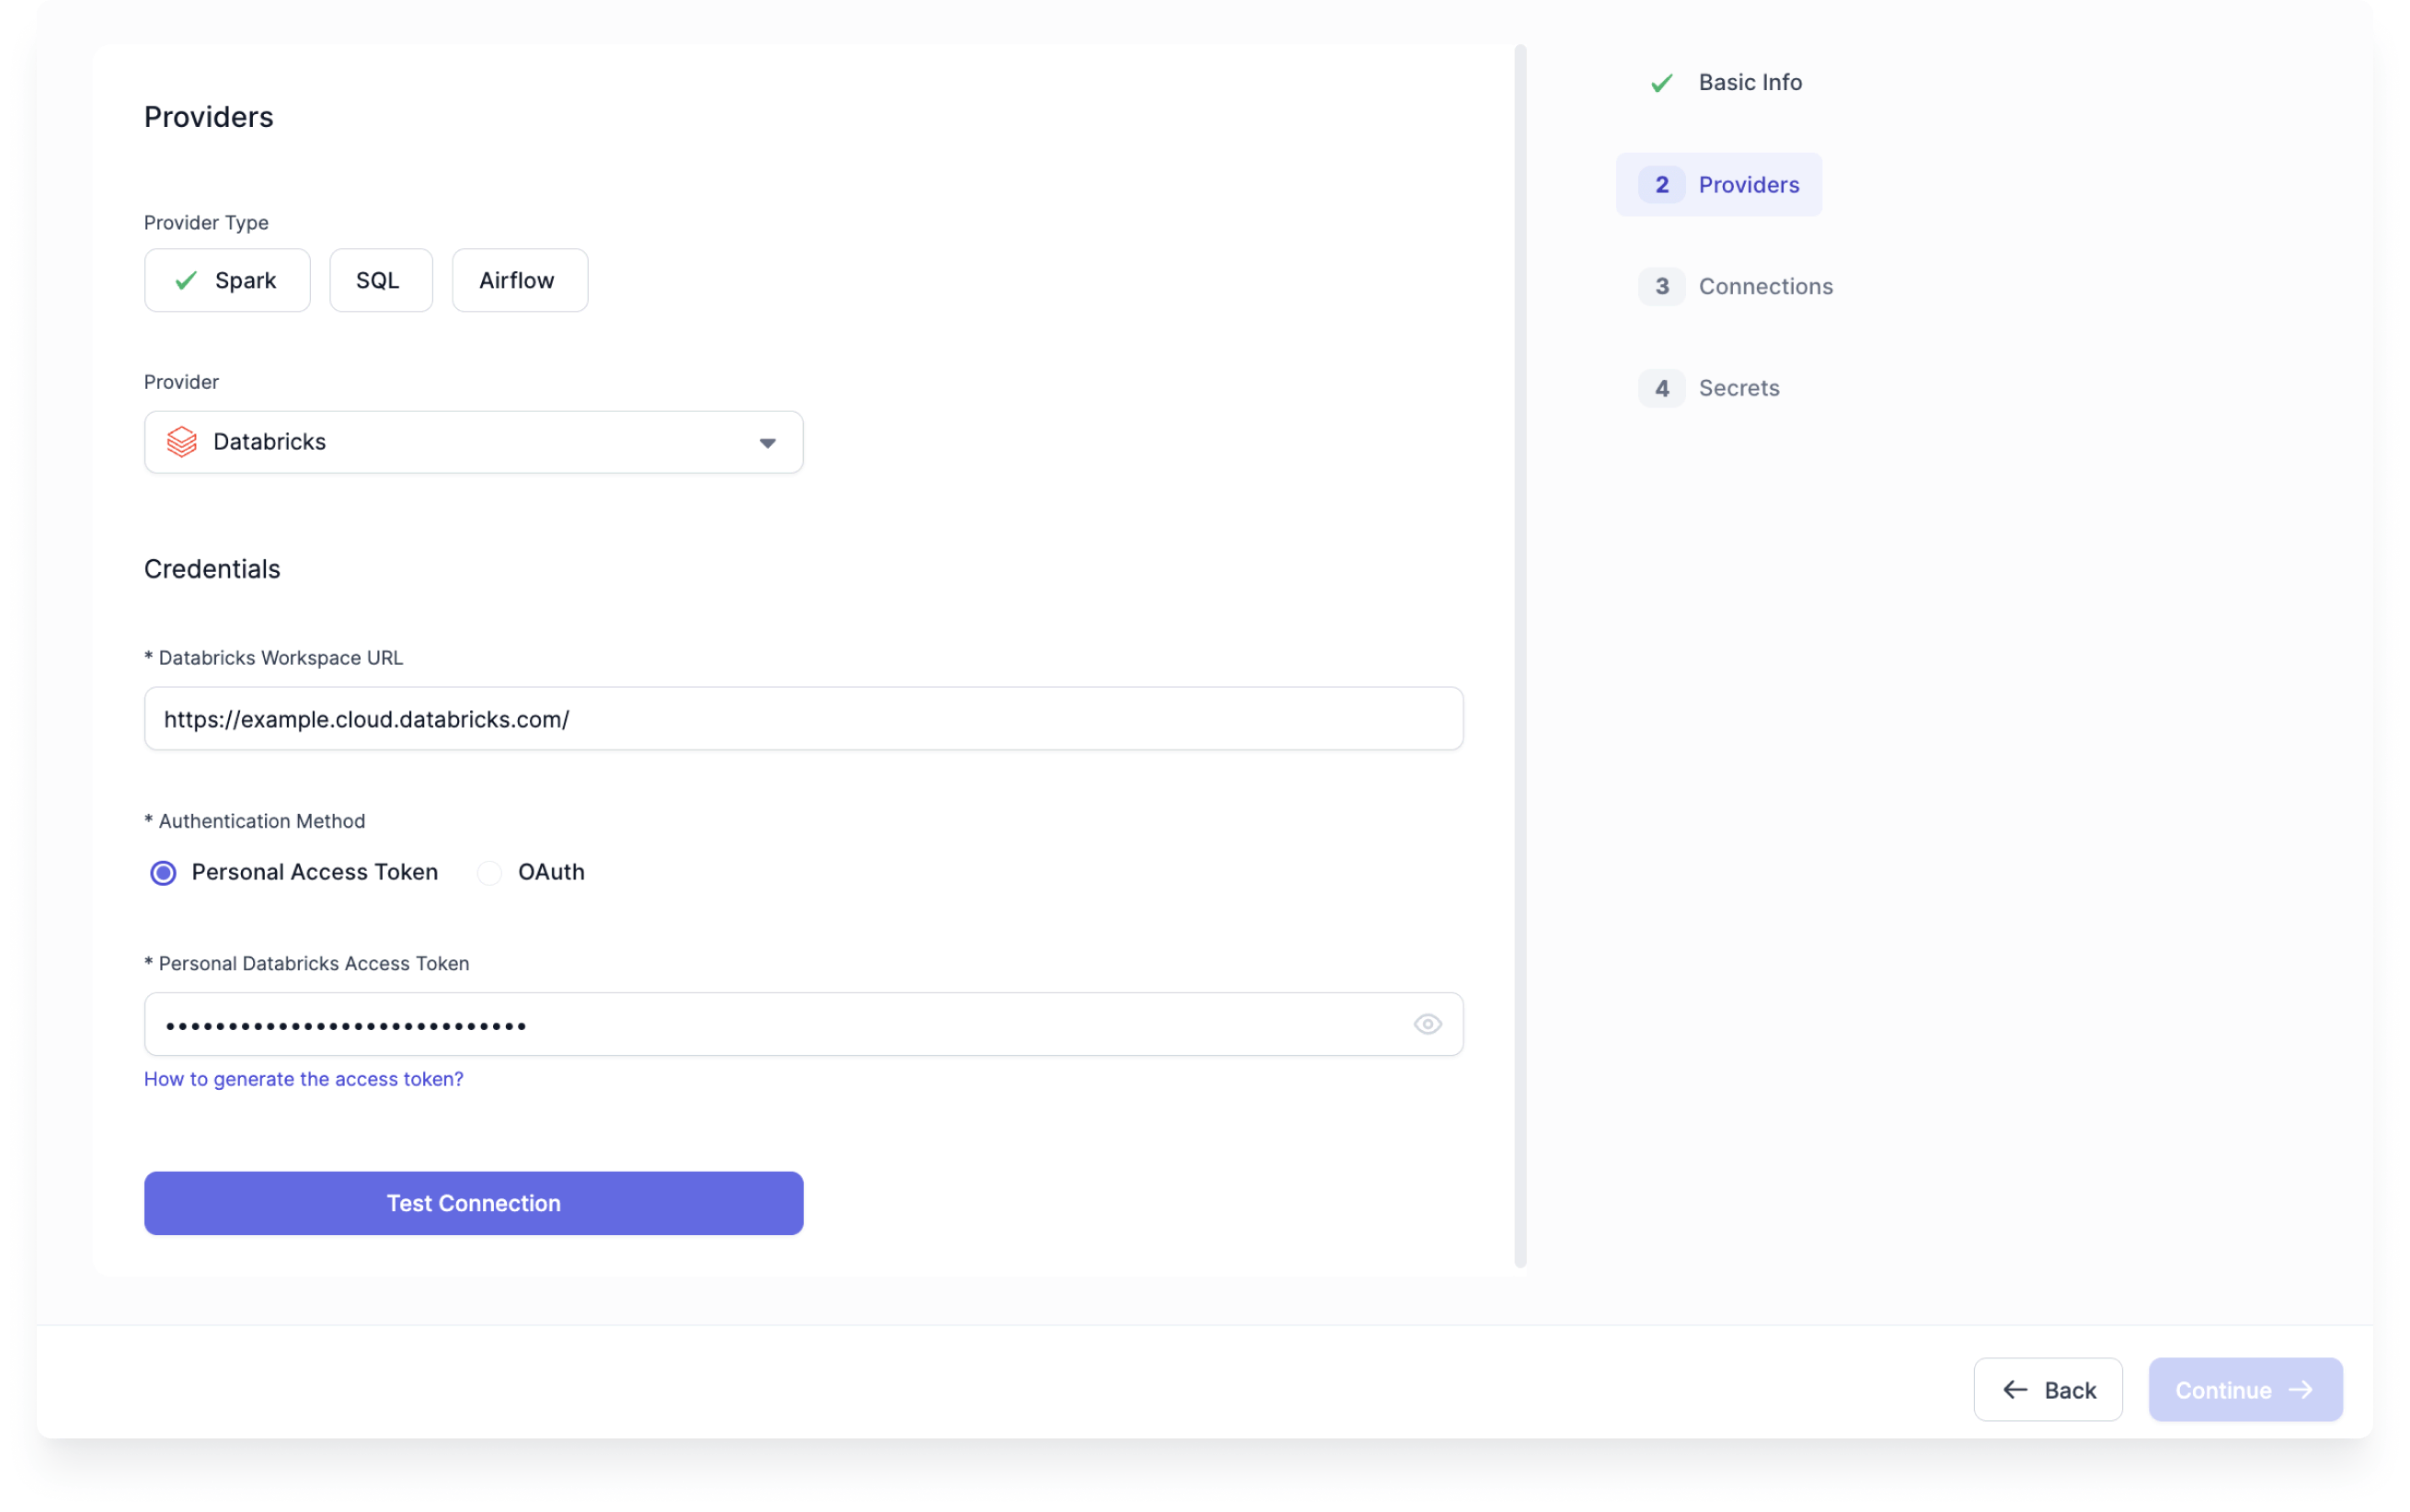 Providers
Provider Type
Spark
SQL
Airflow
Provider
Databricks
Credentials
* Databricks Workspace URL
https://example.cloud.databricks.com/
* Authentication Method
Personal Access Token
OAuth
* Personal Databricks Access Token
•••••••••••••••••••••••••••••
How to generate the access token?
Test Connection
Basic Info
2 Providers
3 Connections
4 Secrets
Back
Continue